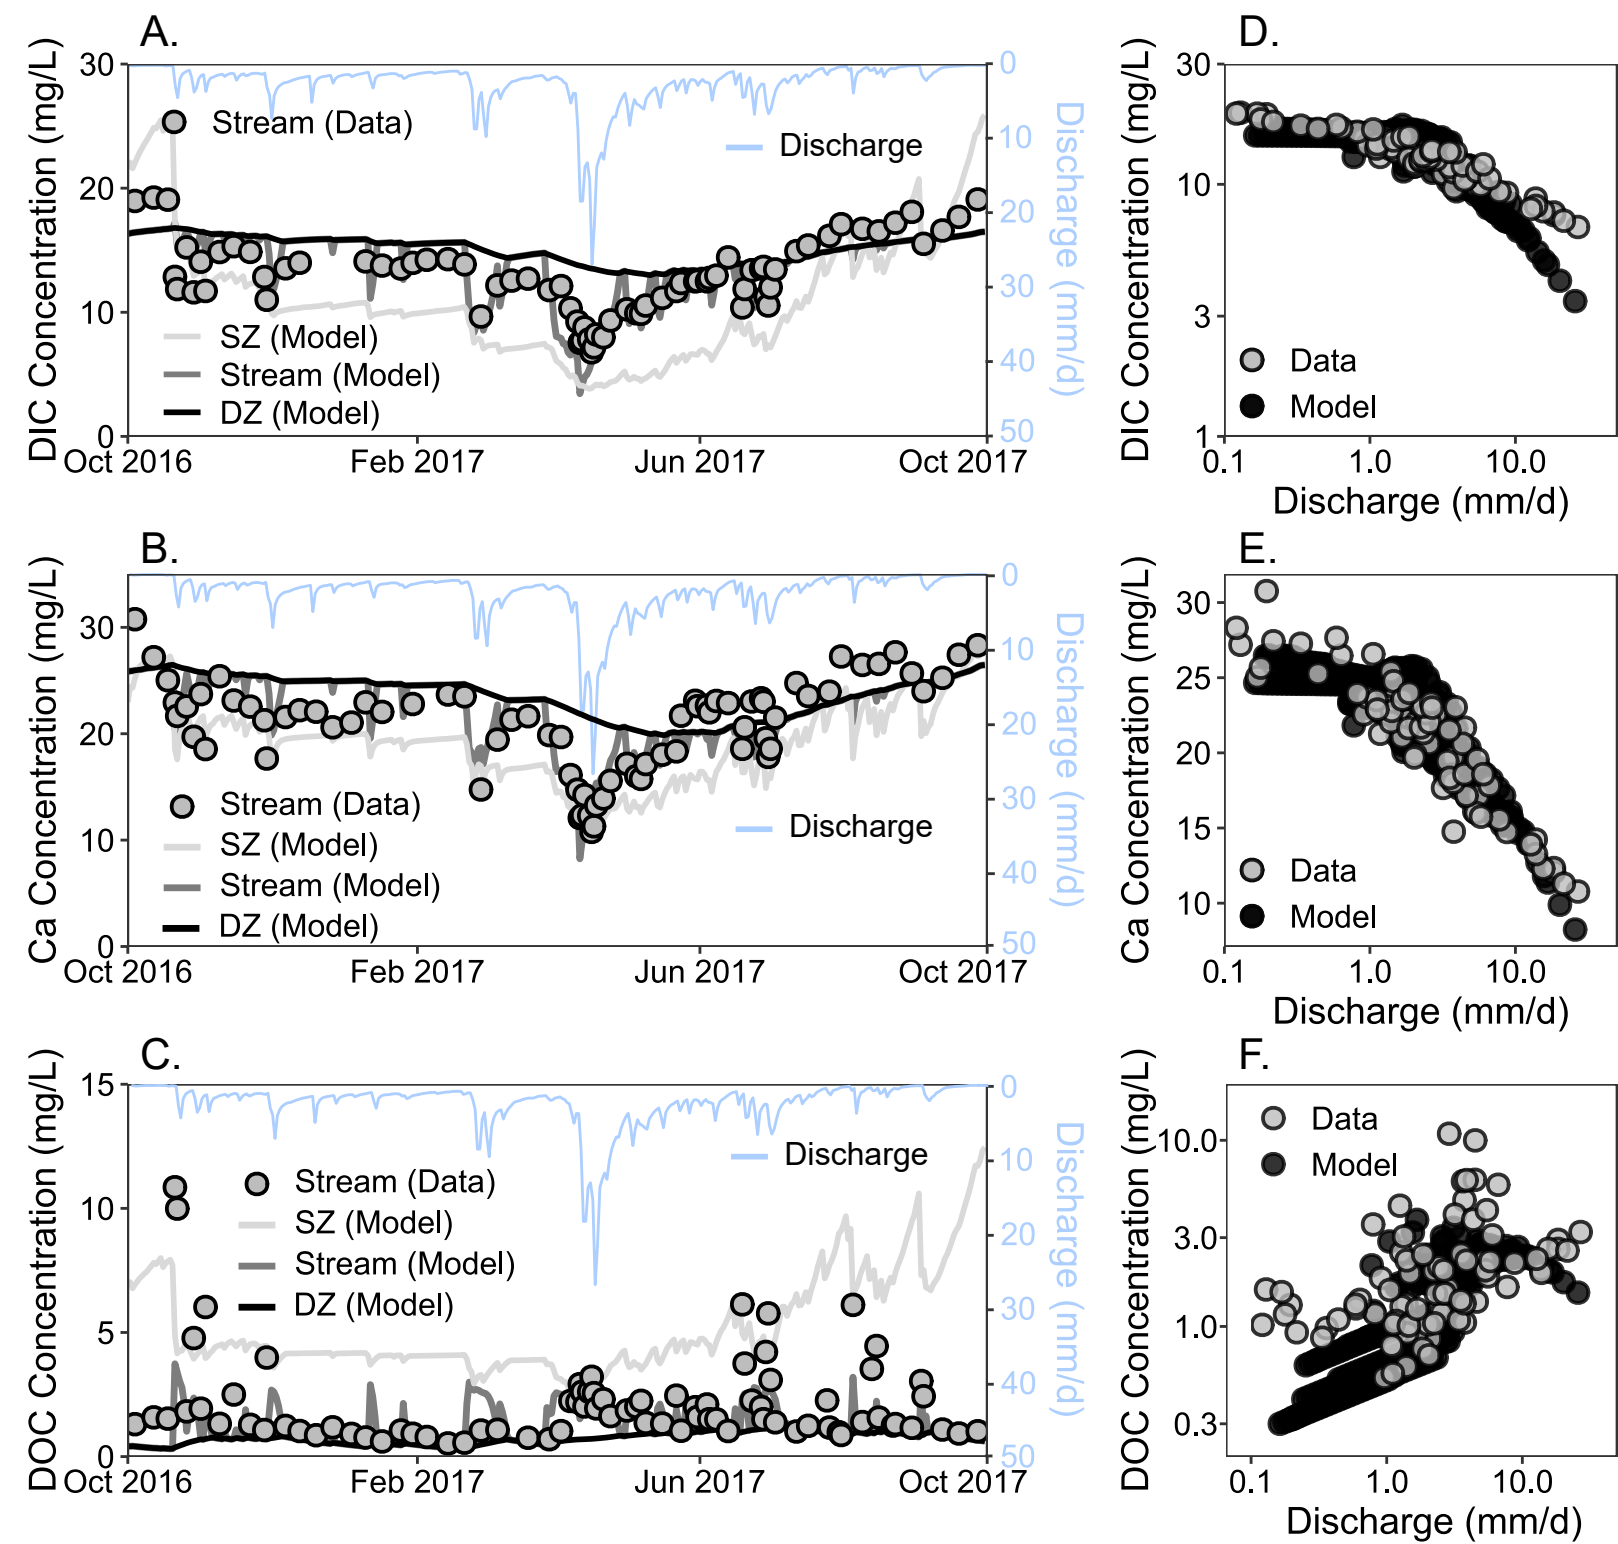 A.
DIC Concentration (mg/L)
30
20
10
0
Stream (Data)
SZ (Model)
Stream (Model)
DZ (Model)
Discharge
0
10
20
30
40
50
Discharge (mm/d)
Oct 2016
Feb 2017
Jun 2017
Oct 2017
D.
DIC Concentration (mg/L)
30
10
3
1
Data
Model
0.1
1.0
10.0
Discharge (mm/d)
B.
Ca Concentration (mg/L)
30
20
10
0
Stream (Data)
SZ (Model)
Stream (Model)
DZ (Model)
Discharge
0
10
20
30
40
50
Discharge (mm/d)
Oct 2016
Feb 2017
Jun 2017
Oct 2017
E.
Ca Concentration (mg/L)
30
25
20
15
10
Data
Model
0.1
1.0
10.0
Discharge (mm/d)
C.
DOC Concentration (mg/L)
15
10
5
0
Stream (Data)
SZ (Model)
Stream (Model)
DZ (Model)
Discharge
0
10
20
30
40
50
Discharge (mm/d)
Oct 2016
Feb 2017
Jun 2017
Oct 2017
F.
DOC Concentration (mg/L)
10.0
3.0
1.0
0.3
Data
Model
0.1
1.0
10.0
Discharge (mm/d)